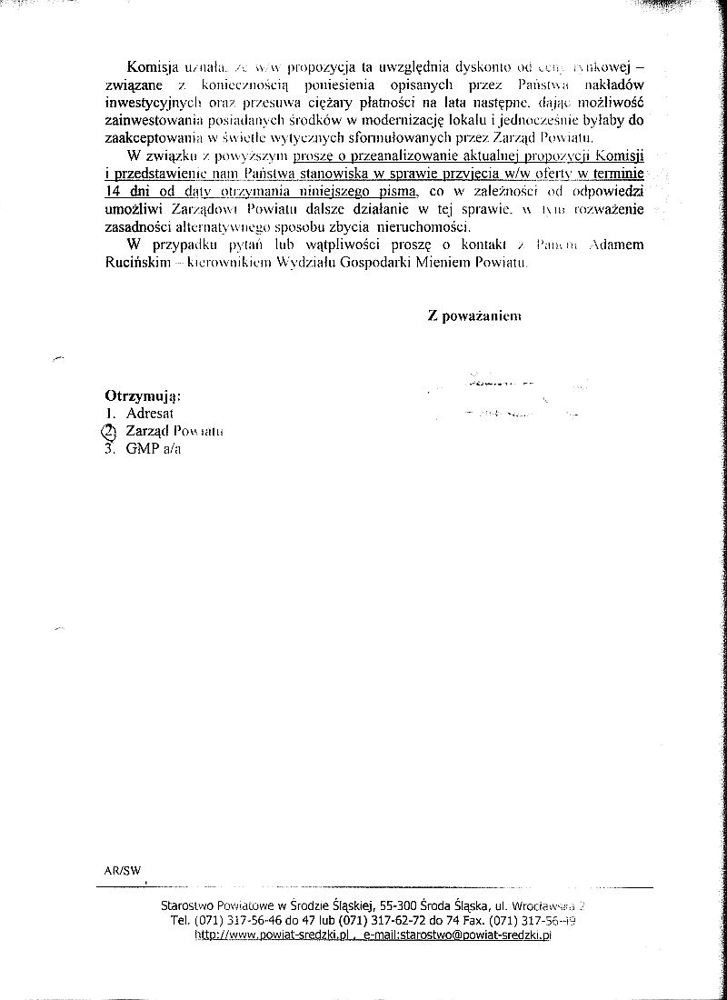 Komisja uznała, że w/w propozycja ta uwzględnia dyskonto od ceny rynkowej –
związane z koniecznością poniesienia opisanych przez Państwa nakładów
inwestycyjnych oraz przesuwa ciężary płatności na lata następne, dając możliwość
zainwestowania posiadanych środków w modernizację lokalu i jednocześnie byłaby do
zaakceptowania w świetle wytycznych sformułowanych przez Zarząd Powiatu.
W związku z powyższym proszę o przeanalizowanie aktualnej propozycji Komisji
i przedstawienie nam Państwa stanowiska w sprawie przyjęcia w/w oferty w terminie
14 dni od daty otrzymania niniejszego pisma, co w zależności od odpowiedzi
umożliwi Zarządowi Powiatu dalsze działanie w tej sprawie, w tym rozważenie
zasadności alternatywnego sposobu zbycia nieruchomości.
W przypadku pytań lub wątpliwości proszę o kontakt z Panem Adamem
Rucińskim – kierownikiem Wydziału Gospodarki Mieniem Powiatu.
Z poważaniem
Otrzymują:
1. Adresat
2. Zarząd Powiatu
3. GMP a/a
AR/SW
Starostwo Powiatowe w Środzie Śląskiej, 55-300 Środa Śląska, ul. Wrocławska 2
Tel. (071) 317-56-46 do 47 lub (071) 317-62-72 do 74 Fax. (071) 317-56-49
http://www.powiat-sredzki.pl , e-mail:starostwo@powiat-sredzki.pl